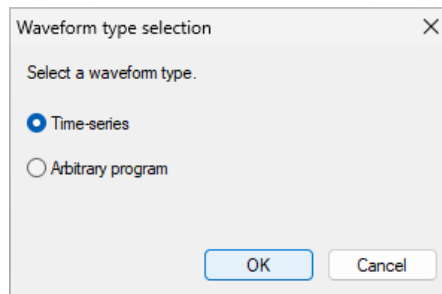 Waveform type selection
Select a waveform type.
Time-series
Arbitrary program
OK Cancel